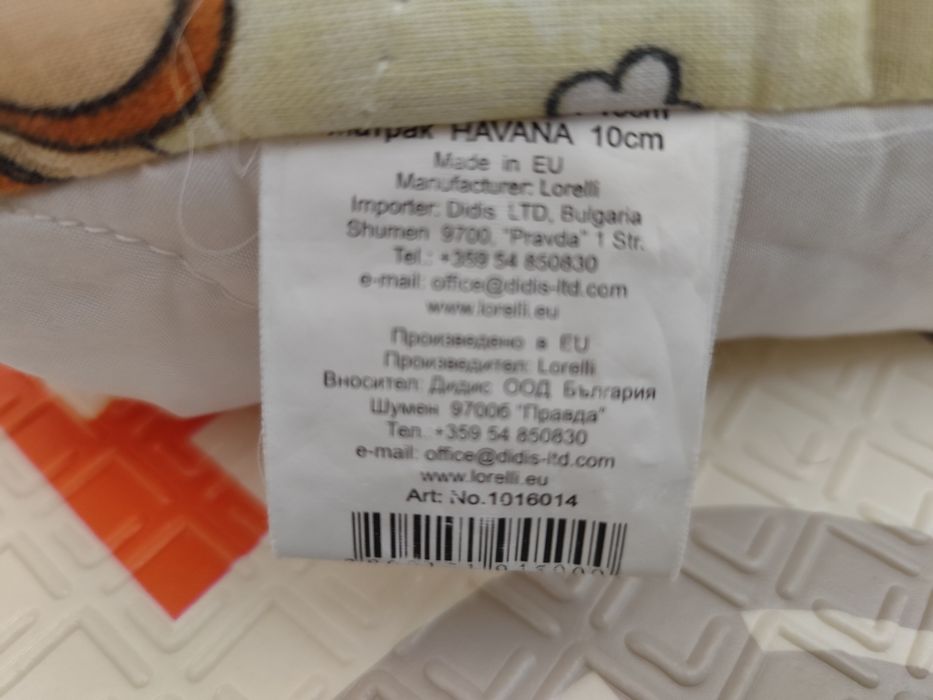 10cm
Матрак HAVANA 10cm
Made in EU
Manufacturer: Lorelli
Importer: Didis LTD, Bulgaria
Shumen 9700, "Pravda" 1 Str.
Tel.: +359 54 850830
e-mail: office@didis-ltd.com
www.lorelli.eu
Произведено в EU
Производител: Lorelli
Вносител: Дидис ООД България
Шумен 97006 "Правда"
Тел. +359 54 850830
e-mail: office@didis-ltd.com
www.lorelli.eu
Art: No.1016014